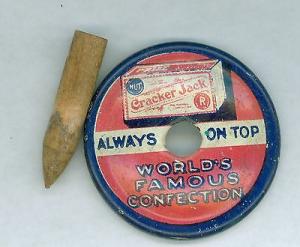 NUT
Cracker Jack
R
ALWAYS ON TOP
WORLD'S
FAMOUS
CONFECTION